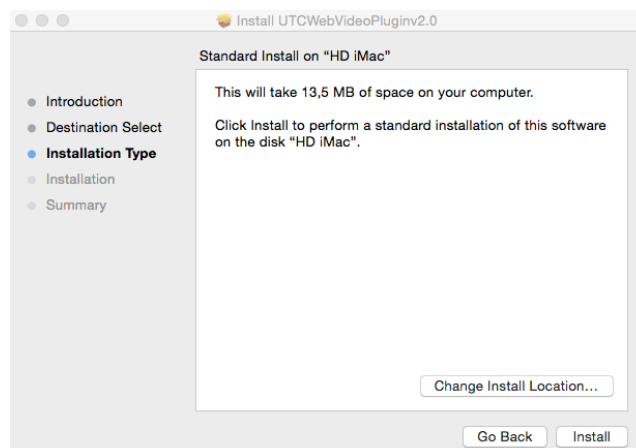 Install UTCWebVideoPluginv2.0
Standard Install on “HD iMac”
Introduction
Destination Select
Installation Type
Installation
Summary
This will take 13,5 MB of space on your computer.
Click Install to perform a standard installation of this software
on the disk “HD iMac”.
Change Install Location...
Go Back
Install